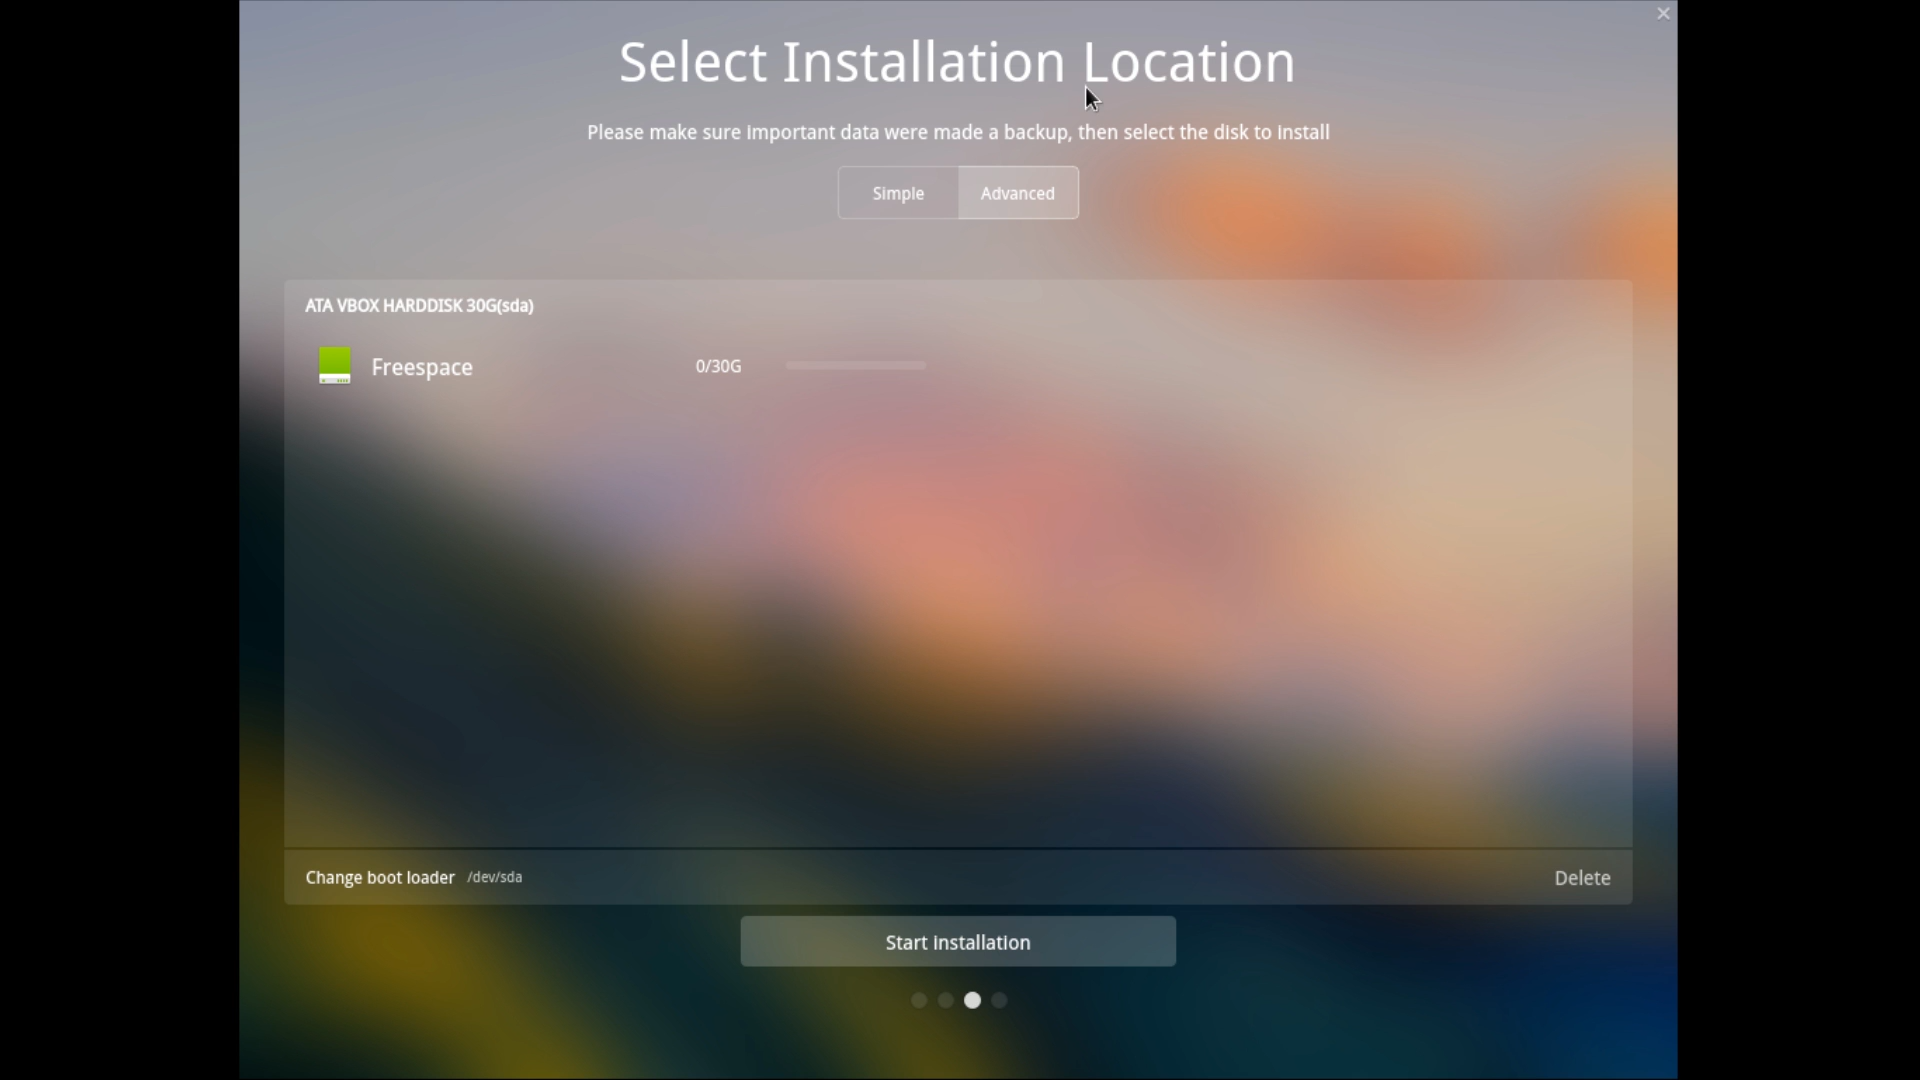 Select Installation Location
Please make sure important data were made a backup, then select the disk to install
Simple Advanced
ATA VBOX HARDDISK 30G(sda)
Freespace 0/30G
Change boot loader /dev/sda Delete
Start installation